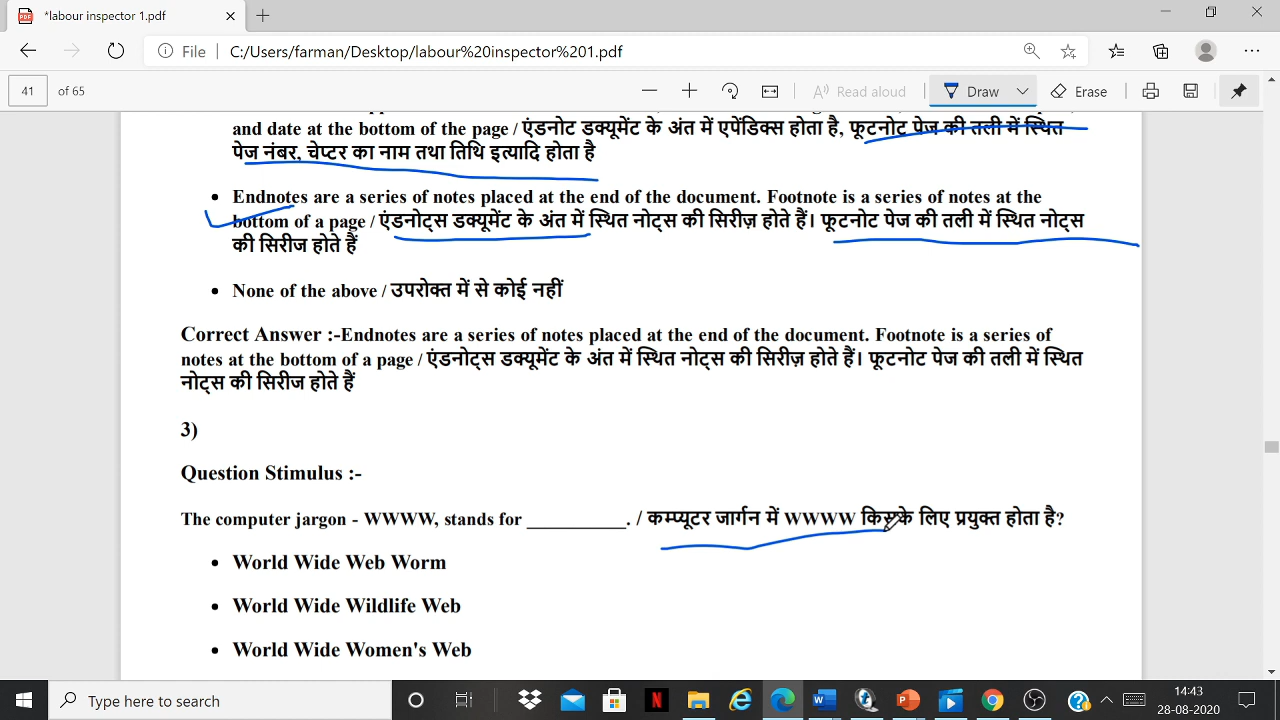 *labour inspector 1.pdf
File
C:/Users/farman/Desktop/labour%20inspector%201.pdf
41 of 65
Read aloud
Draw
Erase
and date at the bottom of the page / एंडनोट डक्यूमेंट के अंत में एपेंडिक्स होता है, फूटनोट पेज की तली में स्थित
पेज नंबर, चेप्टर का नाम तथा तिथि इत्यादि होता है
Endnotes are a series of notes placed at the end of the document. Footnote is a series of notes at the
bottom of a page / एंडनोट्स डक्यूमेंट के अंत में स्थित नोट्स की सिरीज़ होते हैं। फूटनोट पेज की तली में स्थित नोट्स
की सिरीज होते हैं
None of the above / उपरोक्त में से कोई नहीं
Correct Answer :-Endnotes are a series of notes placed at the end of the document. Footnote is a series of
notes at the bottom of a page / एंडनोट्स डक्यूमेंट के अंत में स्थित नोट्स की सिरीज़ होते हैं। फूटनोट पेज की तली में स्थित
नोट्स की सिरीज होते हैं
3)
Question Stimulus :-
The computer jargon - WWWW, stands for __________. / कम्प्यूटर जार्गन में WWWW किसके लिए प्रयुक्त होता है?
World Wide Web Worm
World Wide Wildlife Web
World Wide Women's Web
Type here to search
14:43
28-08-2020